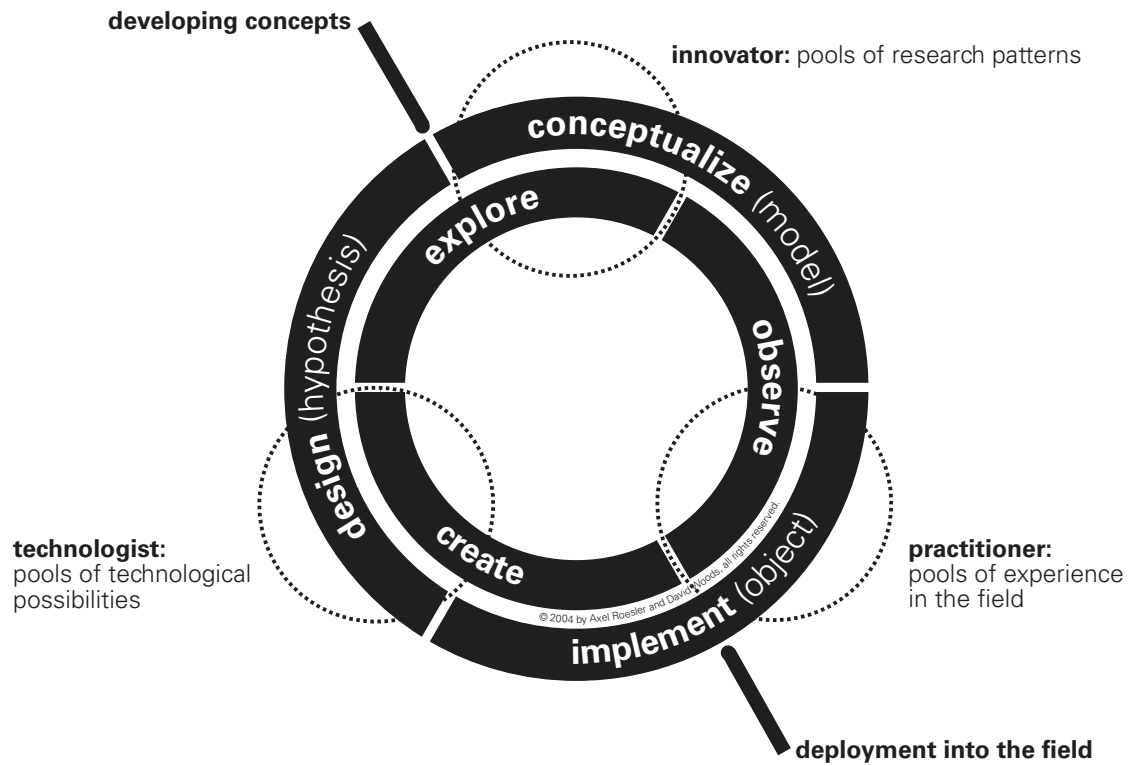 developing concepts
innovator: pools of research patterns
conceptualize (model)
explore
observe
design (hypothesis)
create
technologist:
pools of technological
possibilities
practitioner:
pools of experience
in the field
© 2004 by Axel Roesler and David Woods, all rights reserved.
implement (object)
deployment into the field